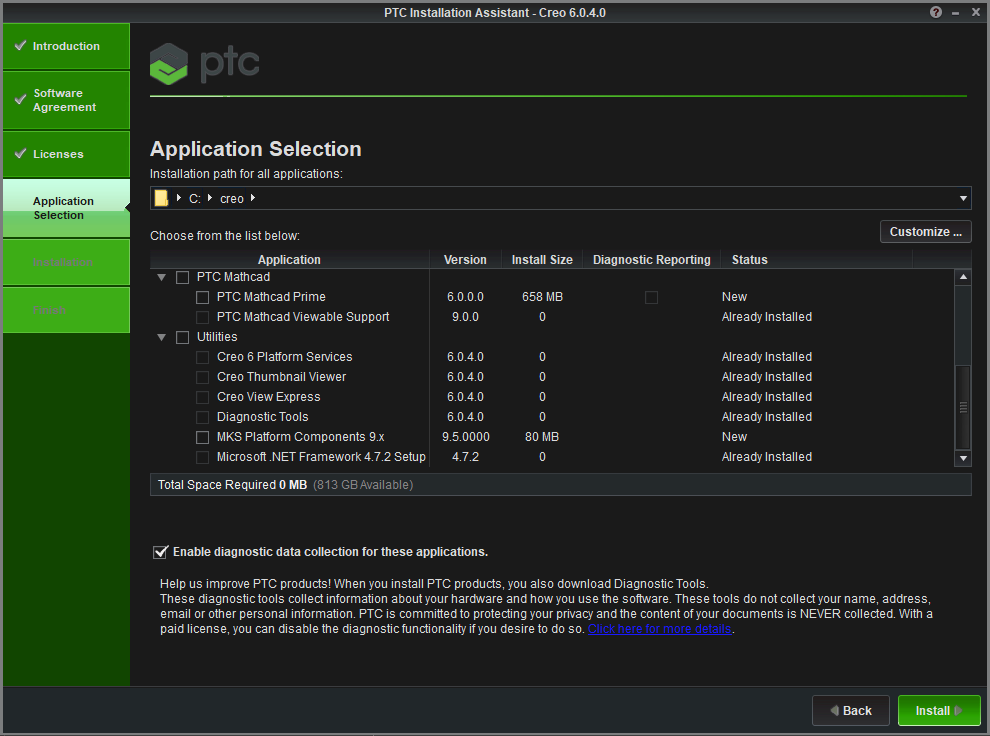 PTC Installation Assistant - Creo 6.0.4.0
Introduction
Software
Agreement
Licenses
Application
Selection
ptc
Application Selection
Installation path for all applications:
C: creo
Choose from the list below:
Customize ...
Application Version Install Size Diagnostic Reporting Status
PTC Mathcad
PTC Mathcad Prime 6.0.0.0 658 MB New
PTC Mathcad Viewable Support 9.0.0 0 Already Installed
Utilities
Creo 6 Platform Services 6.0.4.0 0 Already Installed
Creo Thumbnail Viewer 6.0.4.0 0 Already Installed
Creo View Express 6.0.4.0 0 Already Installed
Diagnostic Tools 6.0.4.0 0 Already Installed
MKS Platform Components 9.x 9.5.0000 80 MB New
Microsoft .NET Framework 4.7.2 Setup 4.7.2 0 Already Installed
Total Space Required 0 MB (813 GB Available)
Enable diagnostic data collection for these applications.
Help us improve PTC products! When you install PTC products, you also download Diagnostic Tools.
These diagnostic tools collect information about your hardware and how you use the software. These tools do not collect your name, address,
email or other personal information. PTC is committed to protecting your privacy and the content of your documents is NEVER collected. With a
paid license, you can disable the diagnostic functionality if you desire to do so. Click here for more details.
Back
Install